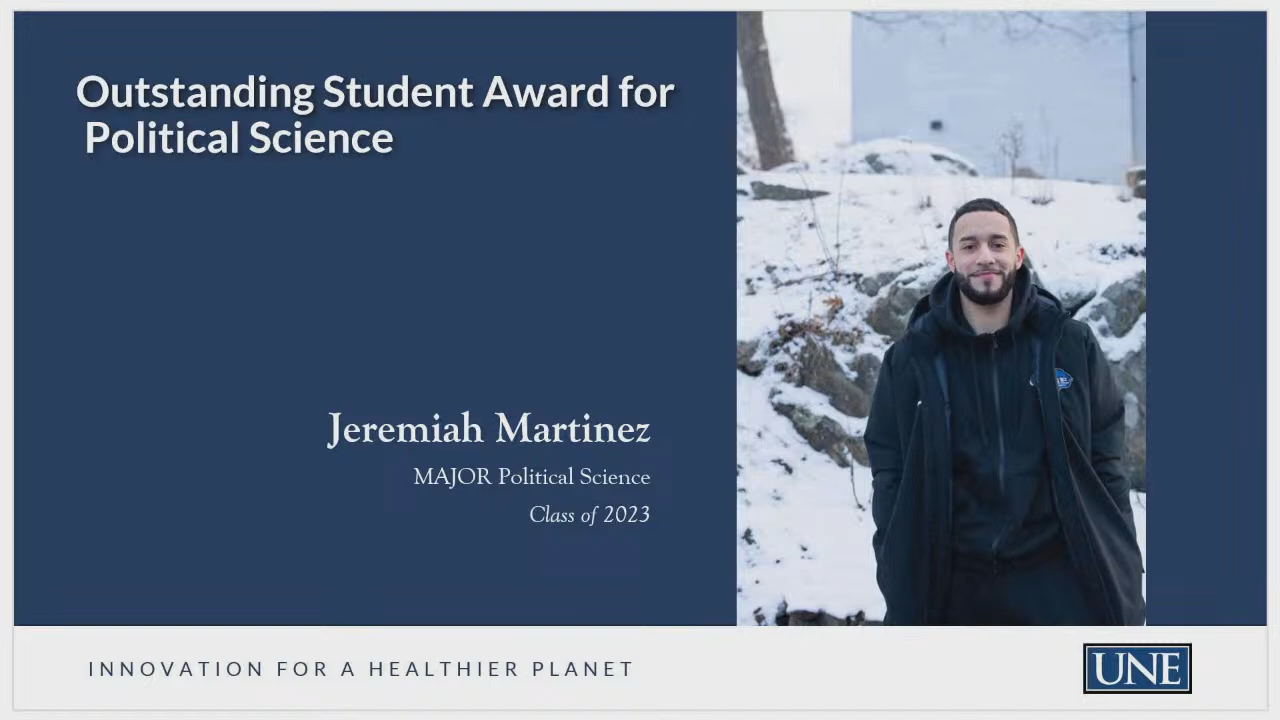 Outstanding Student Award for
Political Science
Jeremiah Martinez
MAJOR Political Science
Class of 2023
INNOVATION FOR A HEALTHIER PLANET
UNE